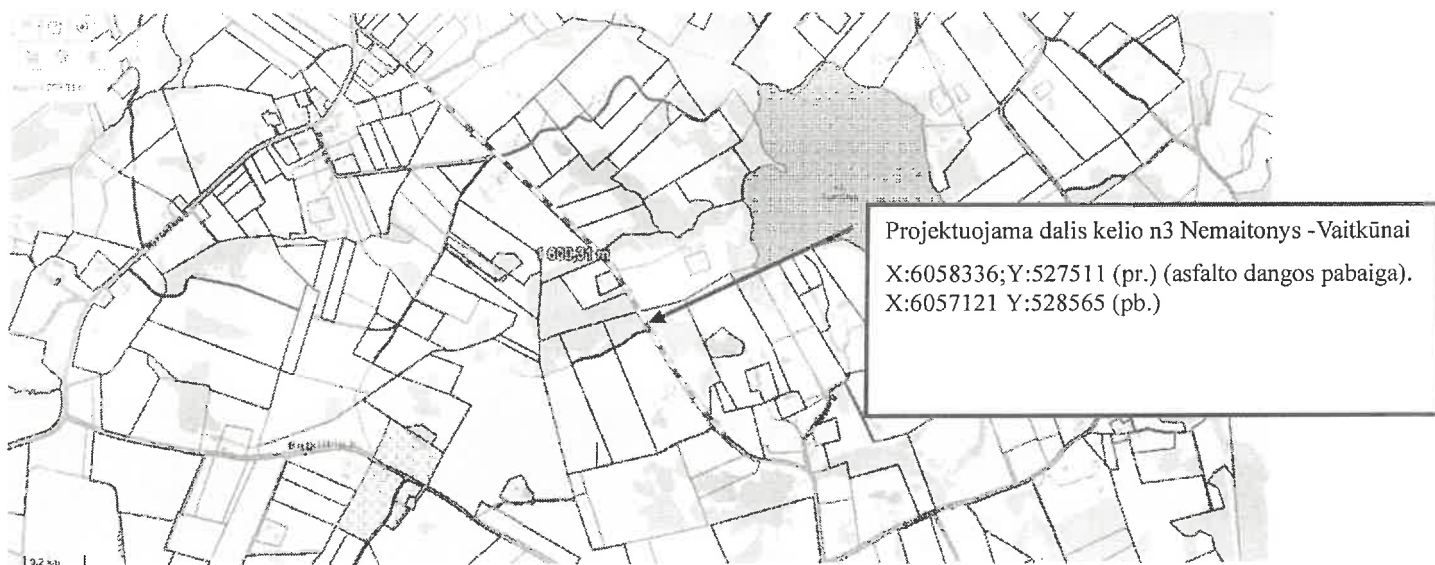 Projektuojama dalis kelio n3 Nemaitonys -Vaitkūnai
X:6058336;Y:527511 (pr.) (asfalto dangos pabaiga).
X:6057121 Y:528565 (pb.)